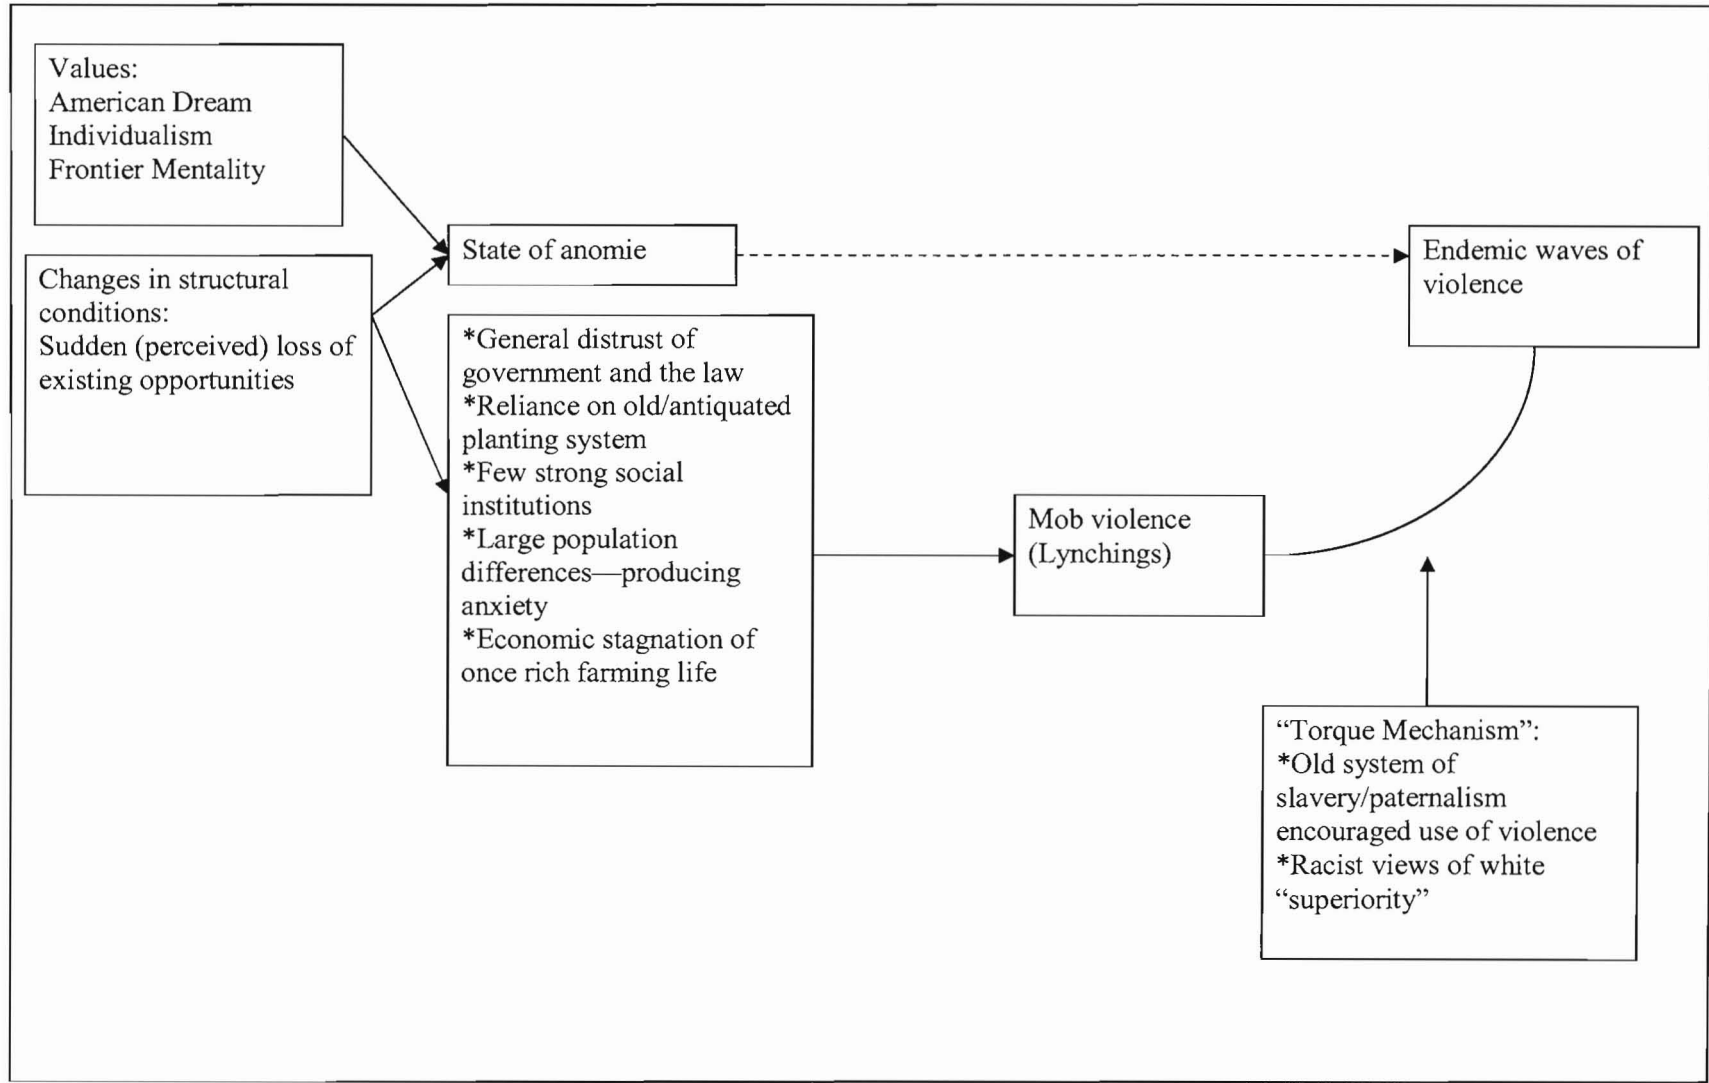 Values:
American Dream
Individualism
Frontier Mentality
Changes in structural
conditions:
Sudden (perceived) loss of
existing opportunities
State of anomie
*General distrust of
government and the law
*Reliance on old/antiquated
planting system
*Few strong social
institutions
*Large population
differences—producing
anxiety
*Economic stagnation of
once rich farming life
Mob violence
(Lynchings)
Endemic waves of
violence
“Torque Mechanism”:
*Old system of
slavery/paternalism
encouraged use of violence
*Racist views of white
“superiority”